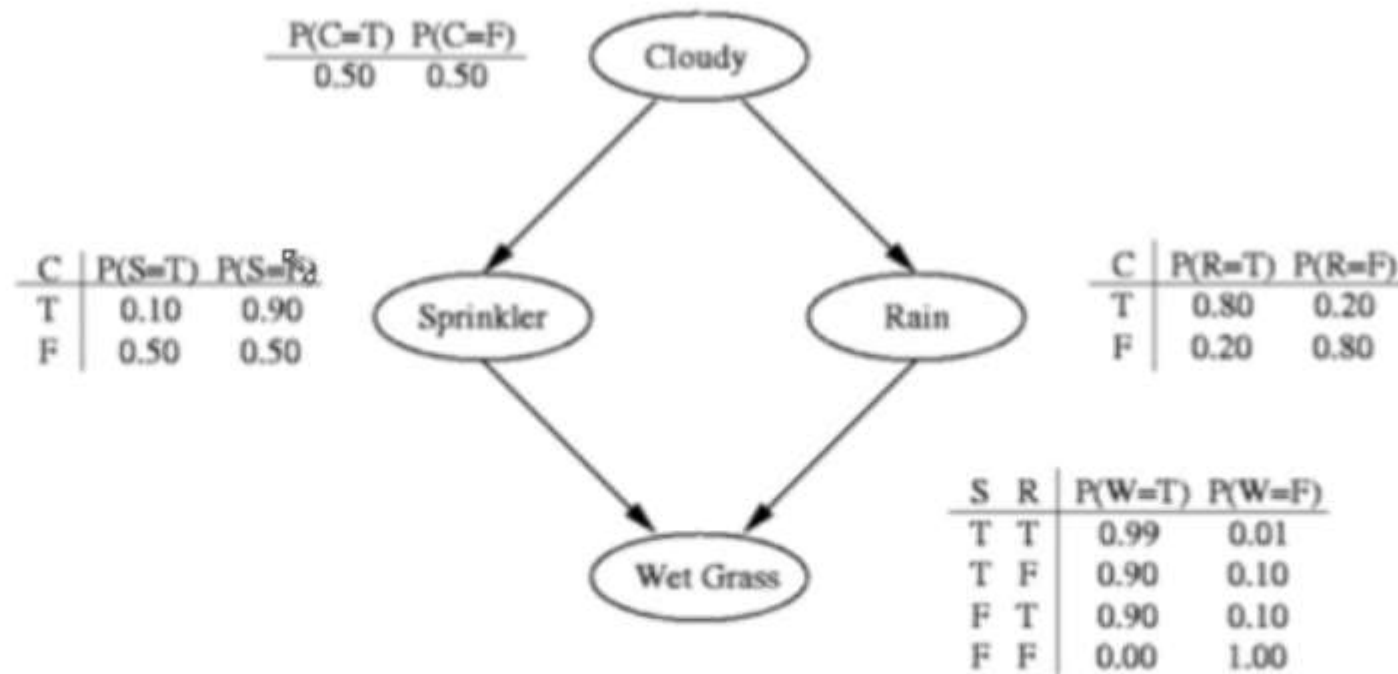 P(C=T) P(C=F)
0.50 0.50
Cloudy
C P(S=T) P(S=F)
T 0.10 0.90
F 0.50 0.50
Sprinkler
Rain
C P(R=T) P(R=F)
T 0.80 0.20
F 0.20 0.80
Wet Grass
S R P(W=T) P(W=F)
T T 0.99 0.01
T F 0.90 0.10
F T 0.90 0.10
F F 0.00 1.00